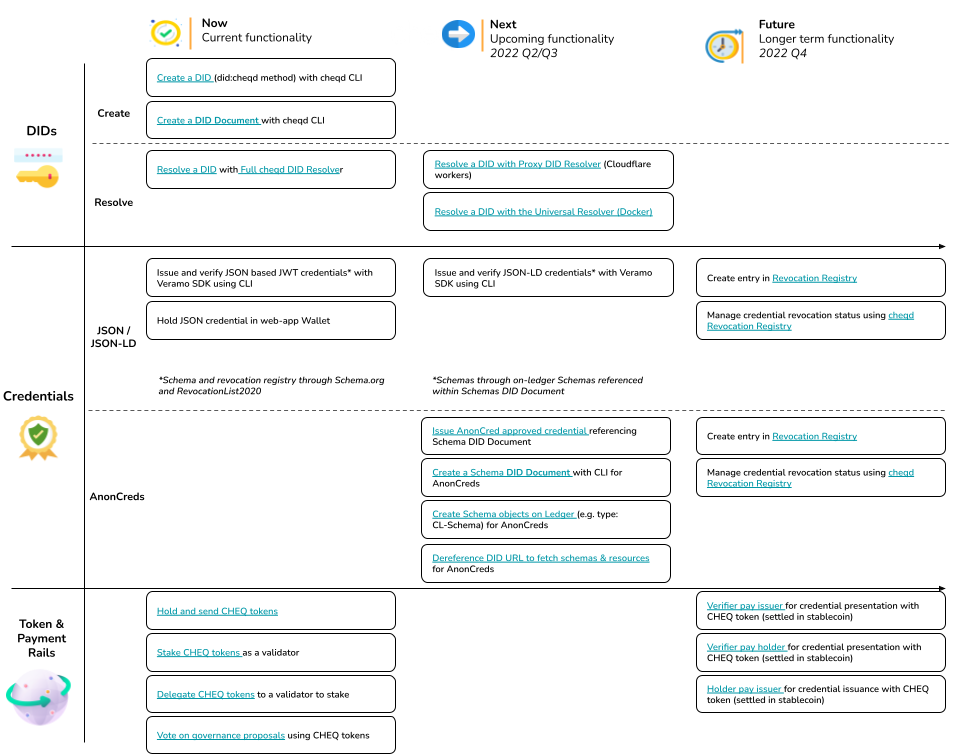 Now
Current functionality
Next
Upcoming functionality
2022 Q2/Q3
Future
Longer term functionality
2022 Q4
DIDs
Create
Create a DID (did:cheqd method) with cheqd CLI
Create a DID Document with cheqd CLI
Resolve
Resolve a DID with Full cheqd DID Resolver
Resolve a DID with Proxy DID Resolver (Cloudflare
workers)
Resolve a DID with the Universal Resolver (Docker)
Credentials
JSON /
JSON-LD
Issue and verify JSON based JWT credentials* with
Veramo SDK using CLI
Hold JSON credential in web-app Wallet
*Schema and revocation registry through Schema.org
and RevocationList2020
Issue and verify JSON-LD credentials* with Veramo
SDK using CLI
*Schemas through on-ledger Schemas referenced
within Schemas DID Document
Create entry in Revocation Registry
Manage credential revocation status using cheqd
Revocation Registry
AnonCreds
Issue AnonCred approved credential referencing
Schema DID Document
Create a Schema DID Document with CLI for
AnonCreds
Create Schema objects on Ledger (e.g. type:
CL-Schema) for AnonCreds
Dereference DID URL to fetch schemas & resources
for AnonCreds
Create entry in Revocation Registry
Manage credential revocation status using cheqd
Revocation Registry
Token &
Payment
Rails
Hold and send CHEQ tokens
Stake CHEQ tokens as a validator
Delegate CHEQ tokens to a validator to stake
Vote on governance proposals using CHEQ tokens
Verifier pay issuer for credential presentation with
CHEQ token (settled in stablecoin)
Verifier pay holder for credential presentation with
CHEQ token (settled in stablecoin)
Holder pay issuer for credential issuance with CHEQ
token (settled in stablecoin)